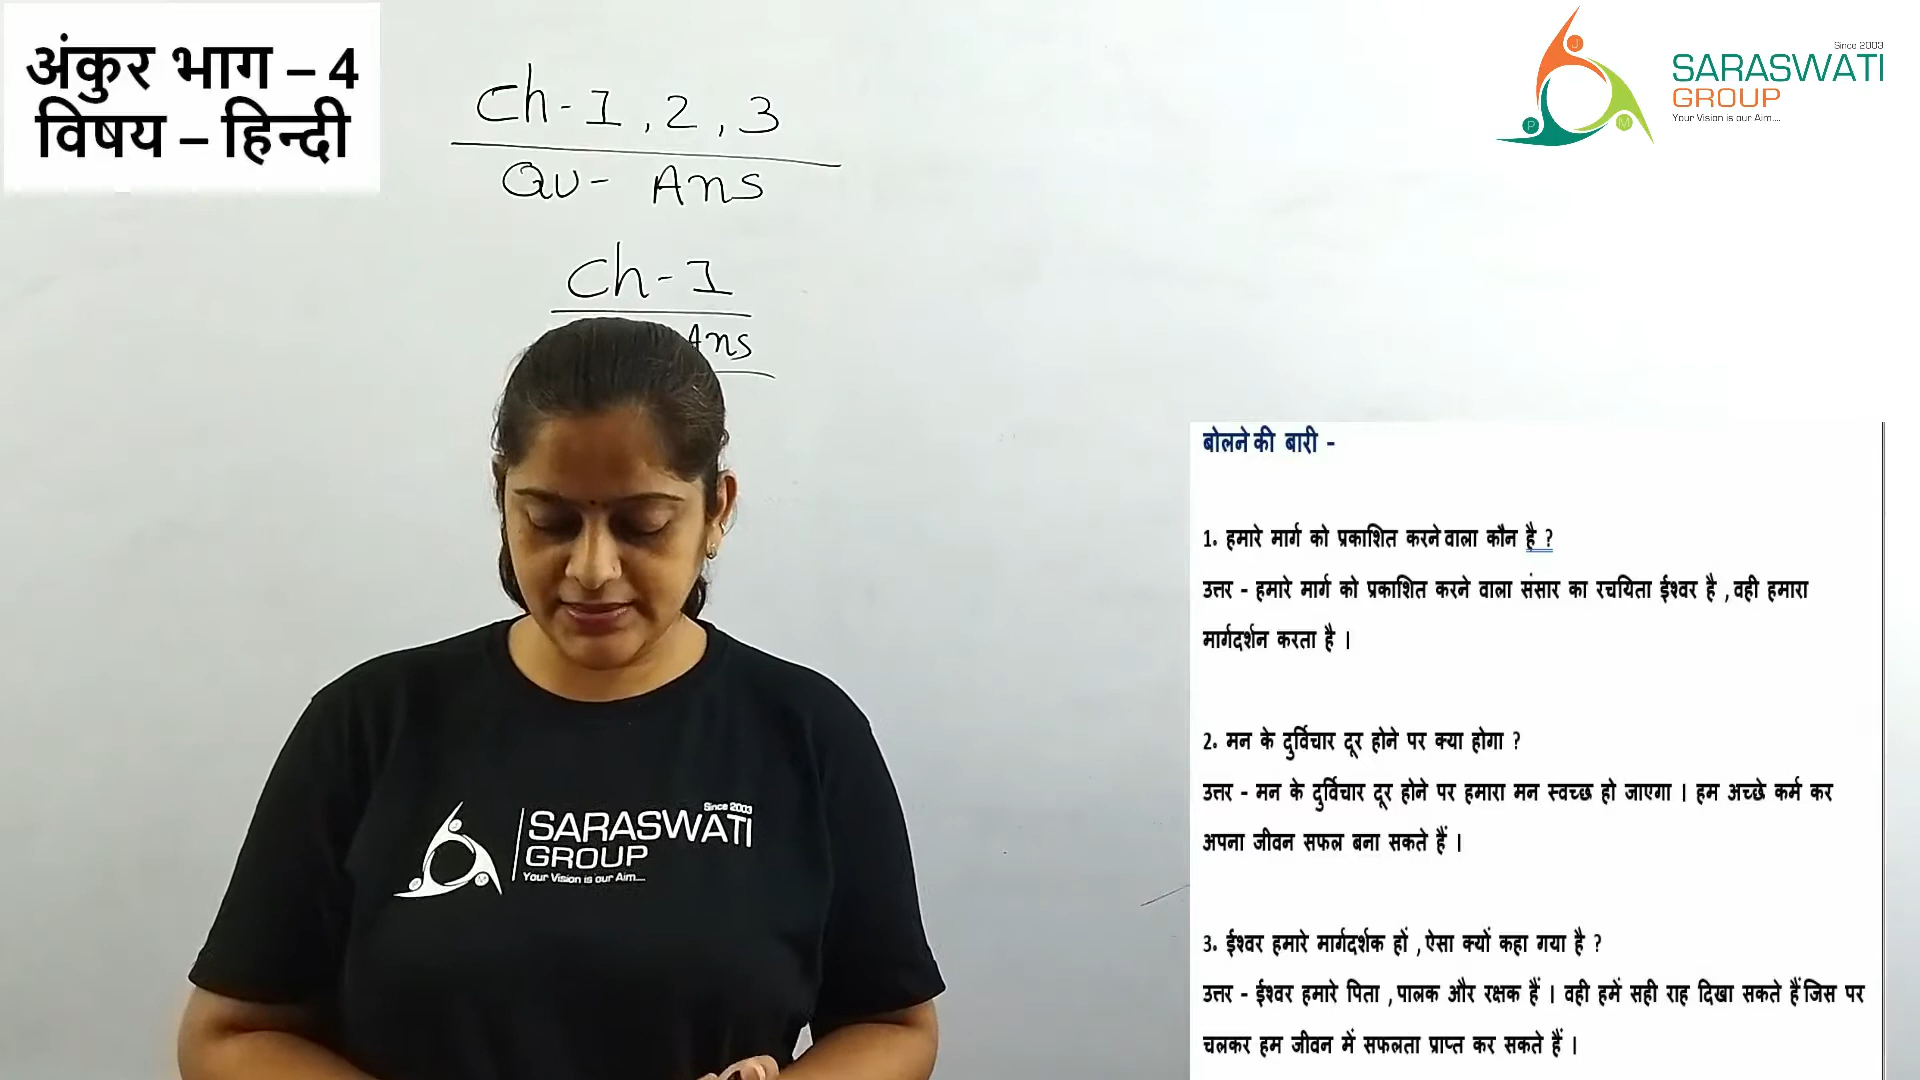 अंकुर भाग – 4
विषय – हिन्दी
Ch-1, 2, 3
Qu- Ans
Ch-1
Ans
Since 2003
SARASWATI
GROUP
Your Vision is our Aim....
J
P
M
बोलने की बारी -
1. हमारे मार्ग को प्रकाशित करने वाला कौन है ?
उत्तर - हमारे मार्ग को प्रकाशित करने वाला संसार का रचयिता ईश्वर है ,वही हमारा
मार्गदर्शन करता है ।
2. मन के दुर्विचार दूर होने पर क्या होगा ?
उत्तर - मन के दुर्विचार दूर होने पर हमारा मन स्वच्छ हो जाएगा । हम अच्छे कर्म कर
अपना जीवन सफल बना सकते हैं ।
3. ईश्वर हमारे मार्गदर्शक हों ,ऐसा क्यों कहा गया है ?
उत्तर - ईश्वर हमारे पिता ,पालक और रक्षक हैं । वही हमें सही राह दिखा सकते हैं जिस पर
चलकर हम जीवन में सफलता प्राप्त कर सकते हैं ।
Since 2003
SARASWATI
GROUP
Your Vision is our Aim....